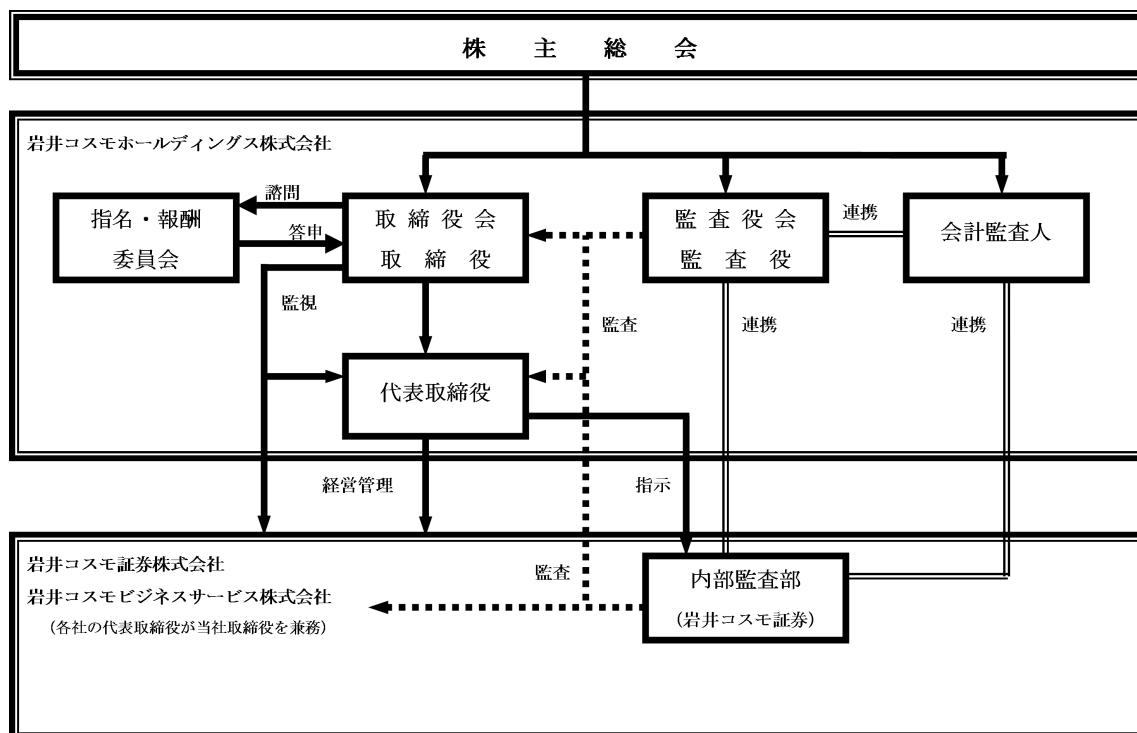 株主総会
岩井コスモホールディングス株式会社
諮問
指名・報酬
委員会
答申
取締役会
取締役
監査役会
監査役
連携
会計監査人
監視
監査
連携
連携
代表取締役
経営管理
指示
岩井コスモ証券株式会社
岩井コスモビジネスサービス株式会社
(各社の代表取締役が当社取締役を兼務)
監査
内部監査部
(岩井コスモ証券)